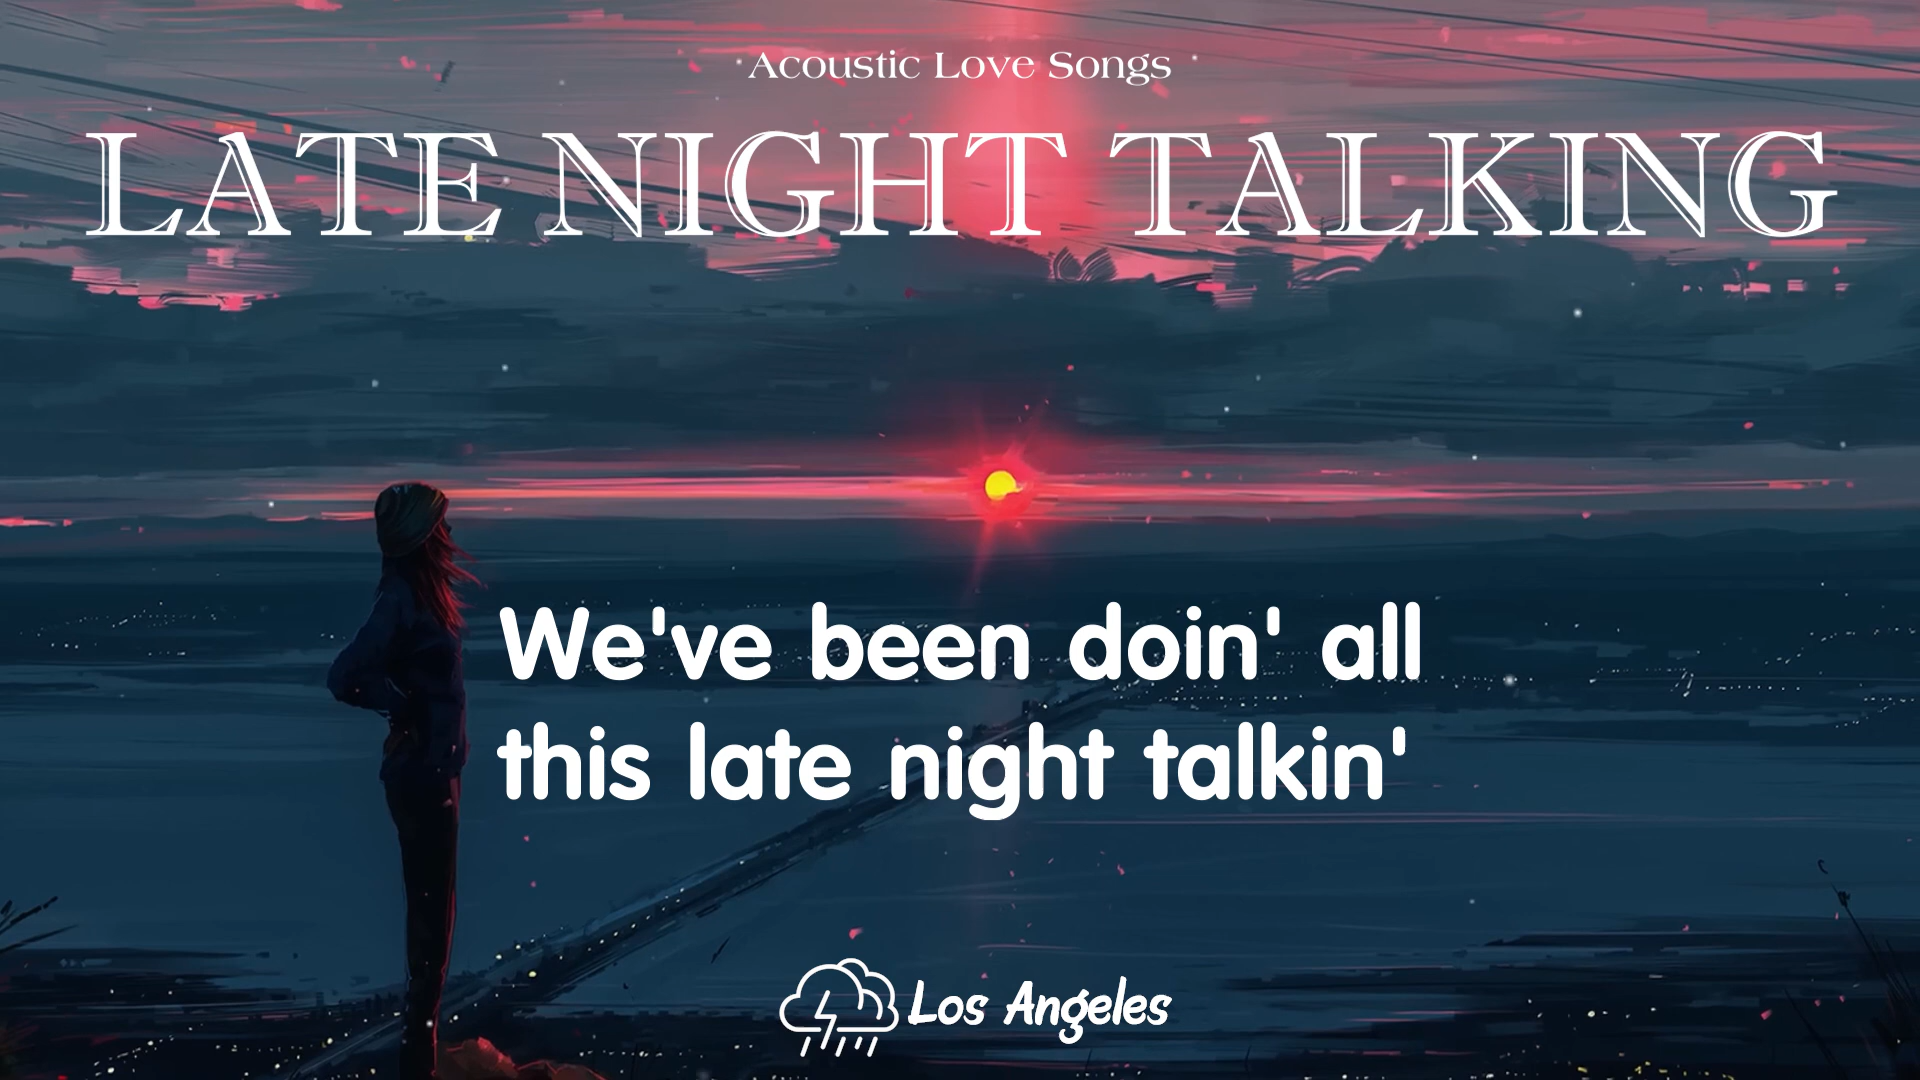 Acoustic Love Songs
LATE NIGHT TALKING
We've been doin' all
this late night talkin'
Los Angeles